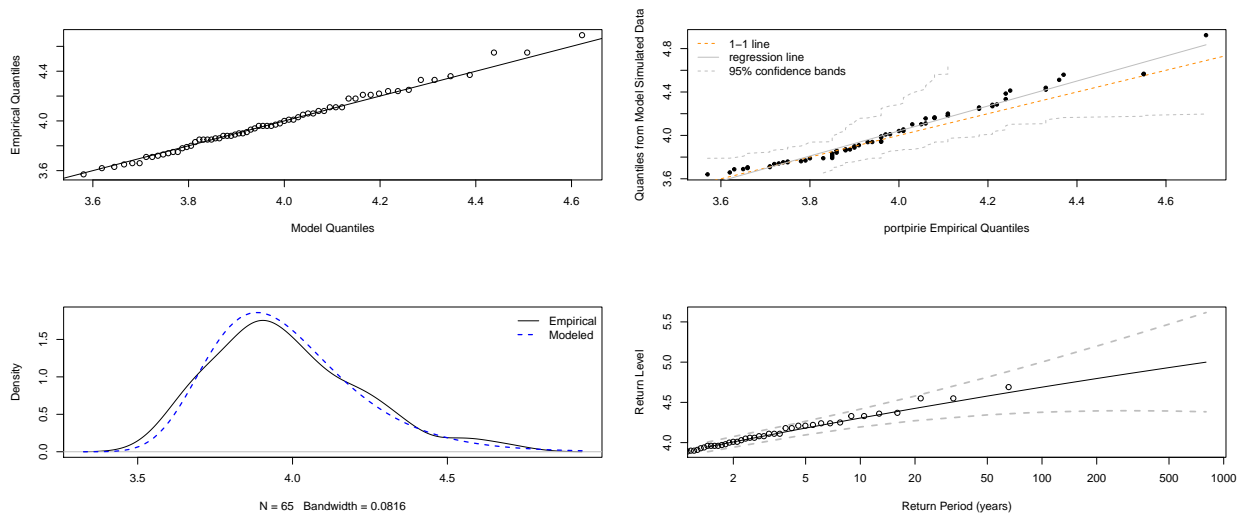 Empirical Quantiles
3.6 4.0 4.4
3.6 3.8 4.0 4.2 4.4 4.6
Model Quantiles
Quantiles from Model Simulated Data
3.6 4.0 4.4 4.8
1−1 line
regression line
95% confidence bands
3.6 3.8 4.0 4.2 4.4 4.6
portpirie Empirical Quantiles
Density
0.0 0.5 1.0 1.5
Empirical
Modeled
3.5 4.0 4.5
N = 65 Bandwidth = 0.0816
Return Level
4.0 4.5 5.0 5.5
2 5 10 20 50 100 200 500 1000
Return Period (years)